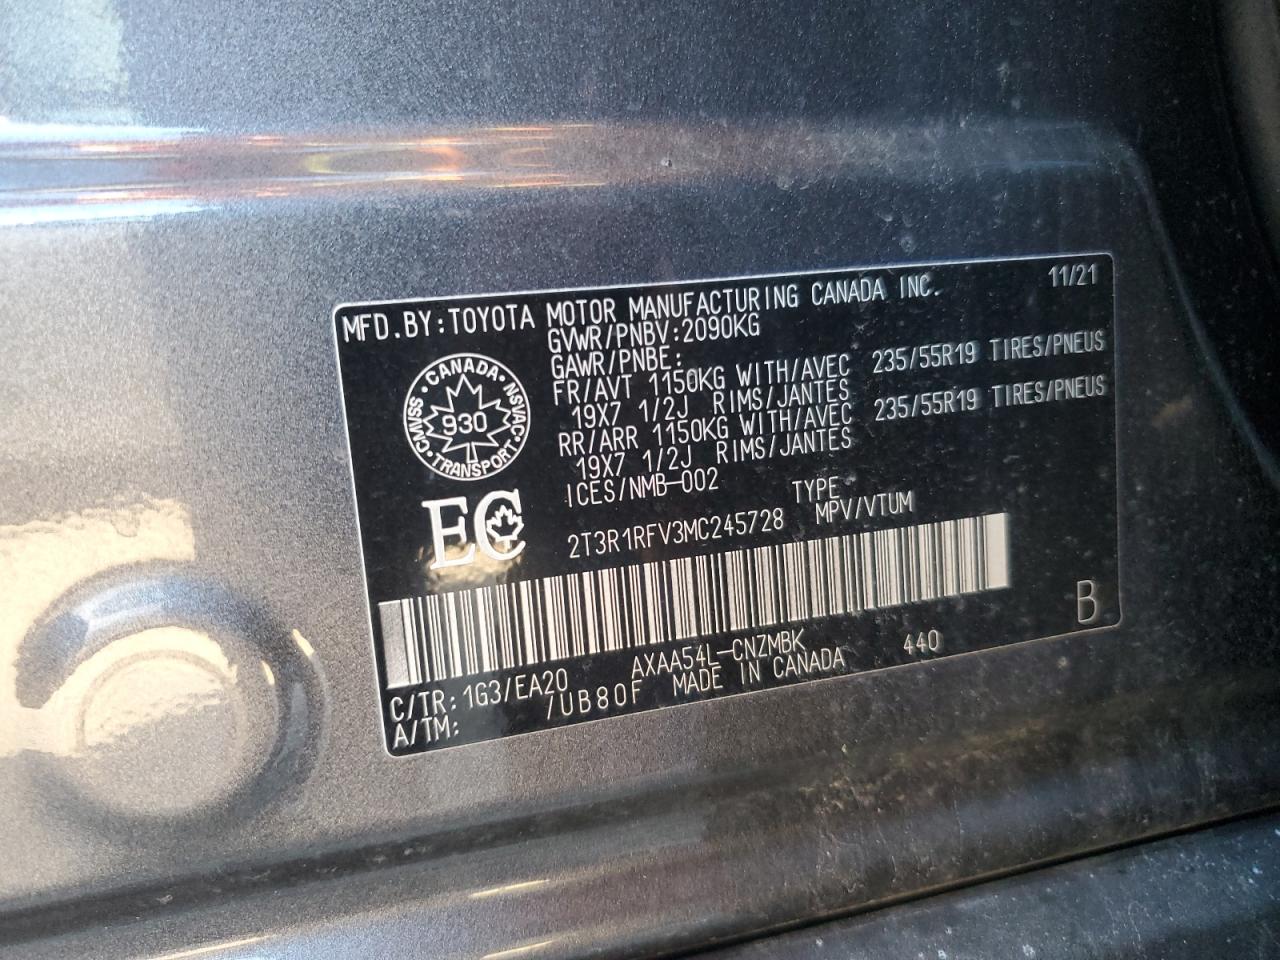 MFD.BY:TOYOTA MOTOR MANUFACTURING CANADA INC. 11/21
GVWR/PNBV:2090KG
GAWR/PNBE:
FR/AVT 1150KG WITH/AVEC 235/55R19 TIRES/PNEUS
19X7 1/2J RIMS/JANTES
RR/ARR 1150KG WITH/AVEC 235/55R19 TIRES/PNEUS
19X7 1/2J RIMS/JANTES
ICES/NMB-002
CANADA · NSVAC · TRANSPORT · CMVSS ·
930
EC
TYPE
2T3R1RFV3MC245728 MPV/VTUM
B
AXAA54L-CNZMBK 440
C/TR:1G3/EA20 MADE IN CANADA
A/TM: /UB80F